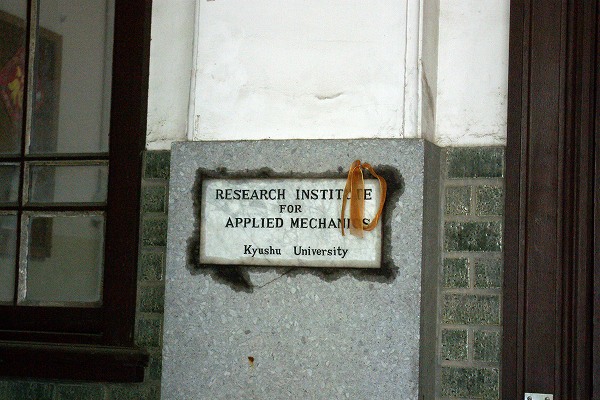 RESEARCH INSTITUTE
FOR
APPLIED MECHANICS
Kyushu University